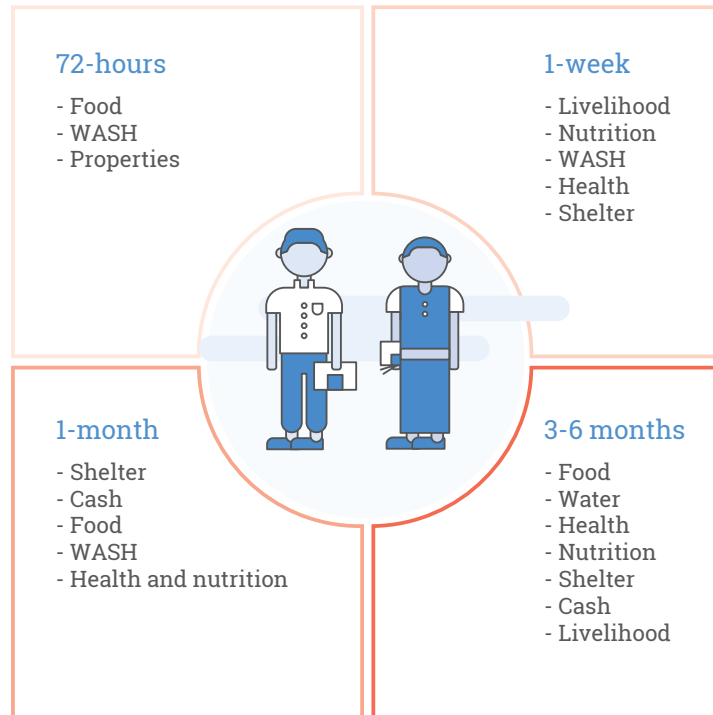 72-hours
- Food
- WASH
- Properties
1-week
- Livelihood
- Nutrition
- WASH
- Health
- Shelter
1-month
- Shelter
- Cash
- Food
- WASH
- Health and nutrition
3-6 months
- Food
- Water
- Health
- Nutrition
- Shelter
- Cash
- Livelihood